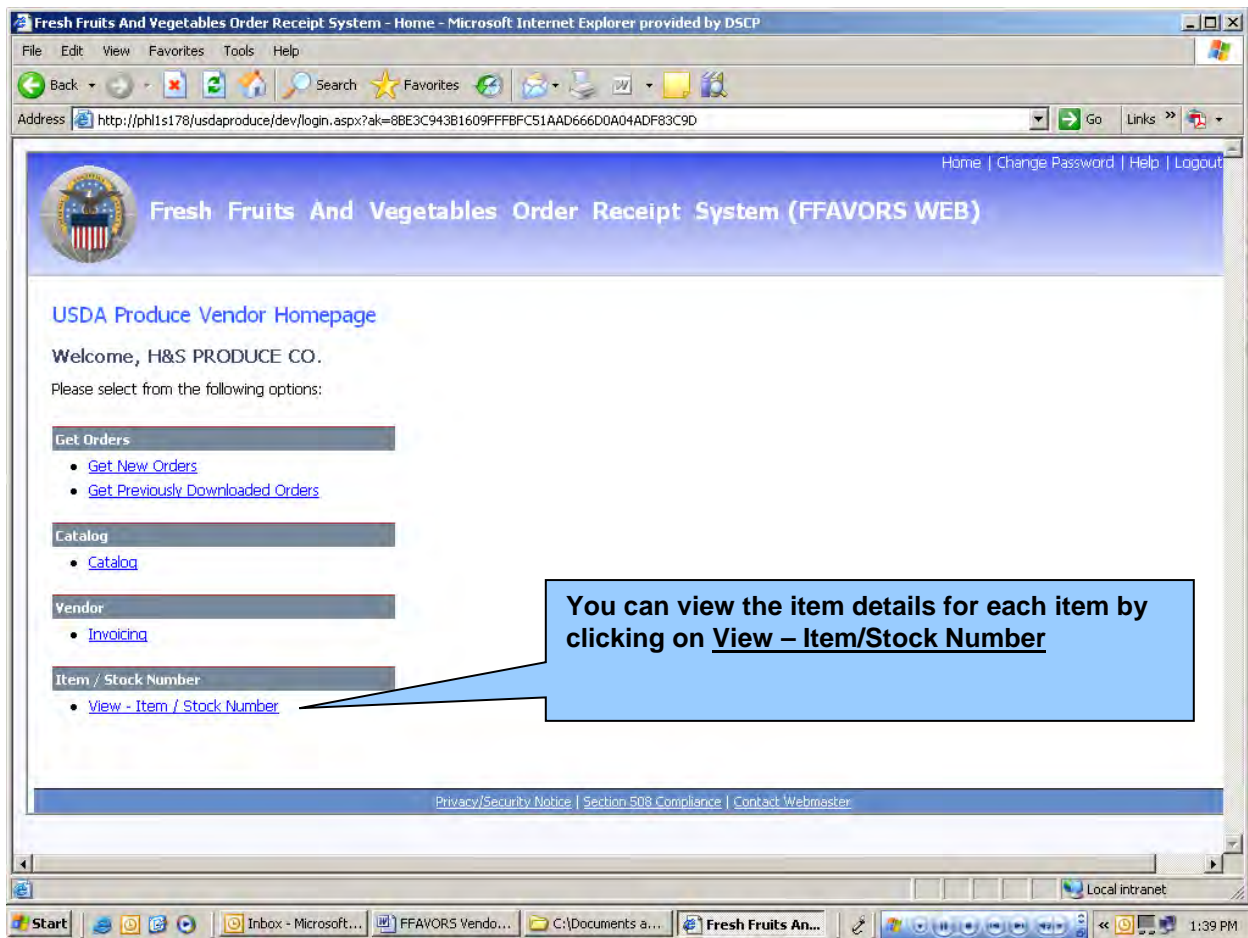 Fresh Fruits And Vegetables Order Receipt System - Home - Microsoft Internet Explorer provided by DSCP
File Edit View Favorites Tools Help
Back Search Favorites
Address http://phl1s178/usdaproduce/dev/login.aspx?ak=8BE3C943B1609FFFBFC51AAD666D0A04ADF83C9D Go Links »
Home | Change Password | Help | Logout
Fresh Fruits And Vegetables Order Receipt System (FFAVORS WEB)
USDA Produce Vendor Homepage
Welcome, H&S PRODUCE CO.
Please select from the following options:
Get Orders
• Get New Orders
• Get Previously Downloaded Orders
Catalog
• Catalog
Vendor
• Invoicing
Item / Stock Number
• View - Item / Stock Number
You can view the item details for each item by
clicking on View – Item/Stock Number
Privacy/Security Notice | Section 508 Compliance | Contact Webmaster
Local intranet
Start Inbox - Microsoft... FFAVORS Vendo... C:\Documents a... Fresh Fruits An... « 1:39 PM